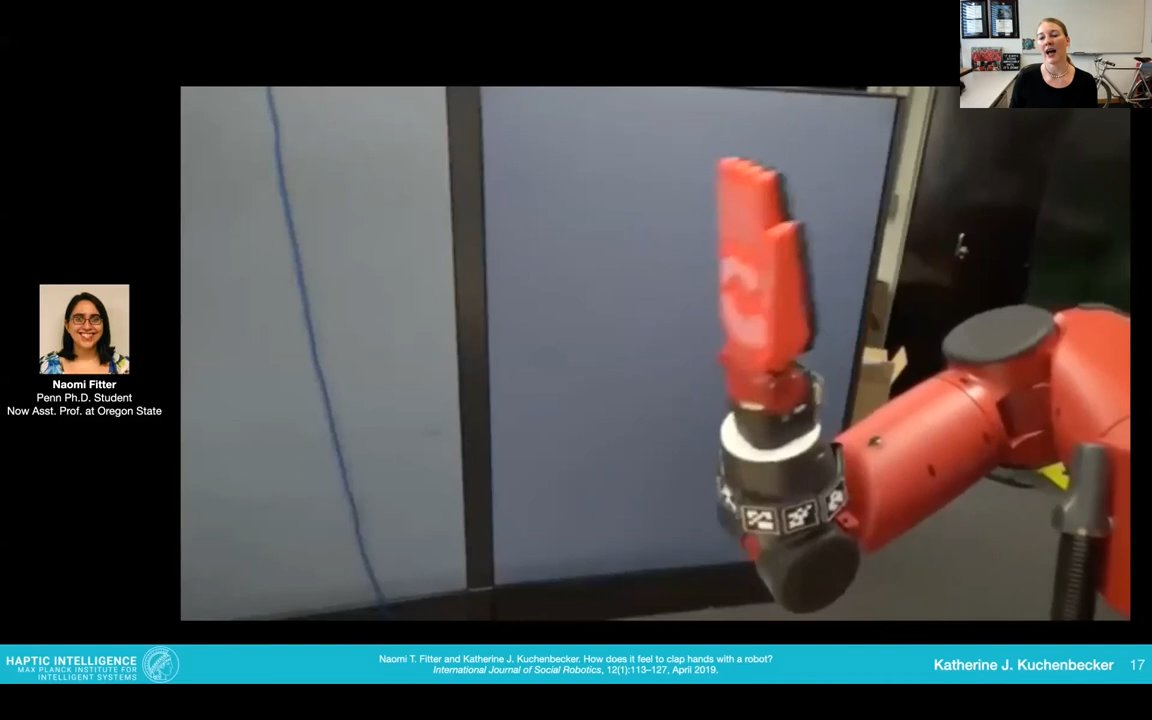 Naomi Fitter
Penn Ph.D. Student
Now Asst. Prof. at Oregon State
HAPTIC INTELLIGENCE
MAX PLANCK INSTITUTE FOR
INTELLIGENT SYSTEMS
Naomi T. Fitter and Katherine J. Kuchenbecker. How does it feel to clap hands with a robot?
International Journal of Social Robotics, 12(1):113–127, April 2019.
Katherine J. Kuchenbecker 17